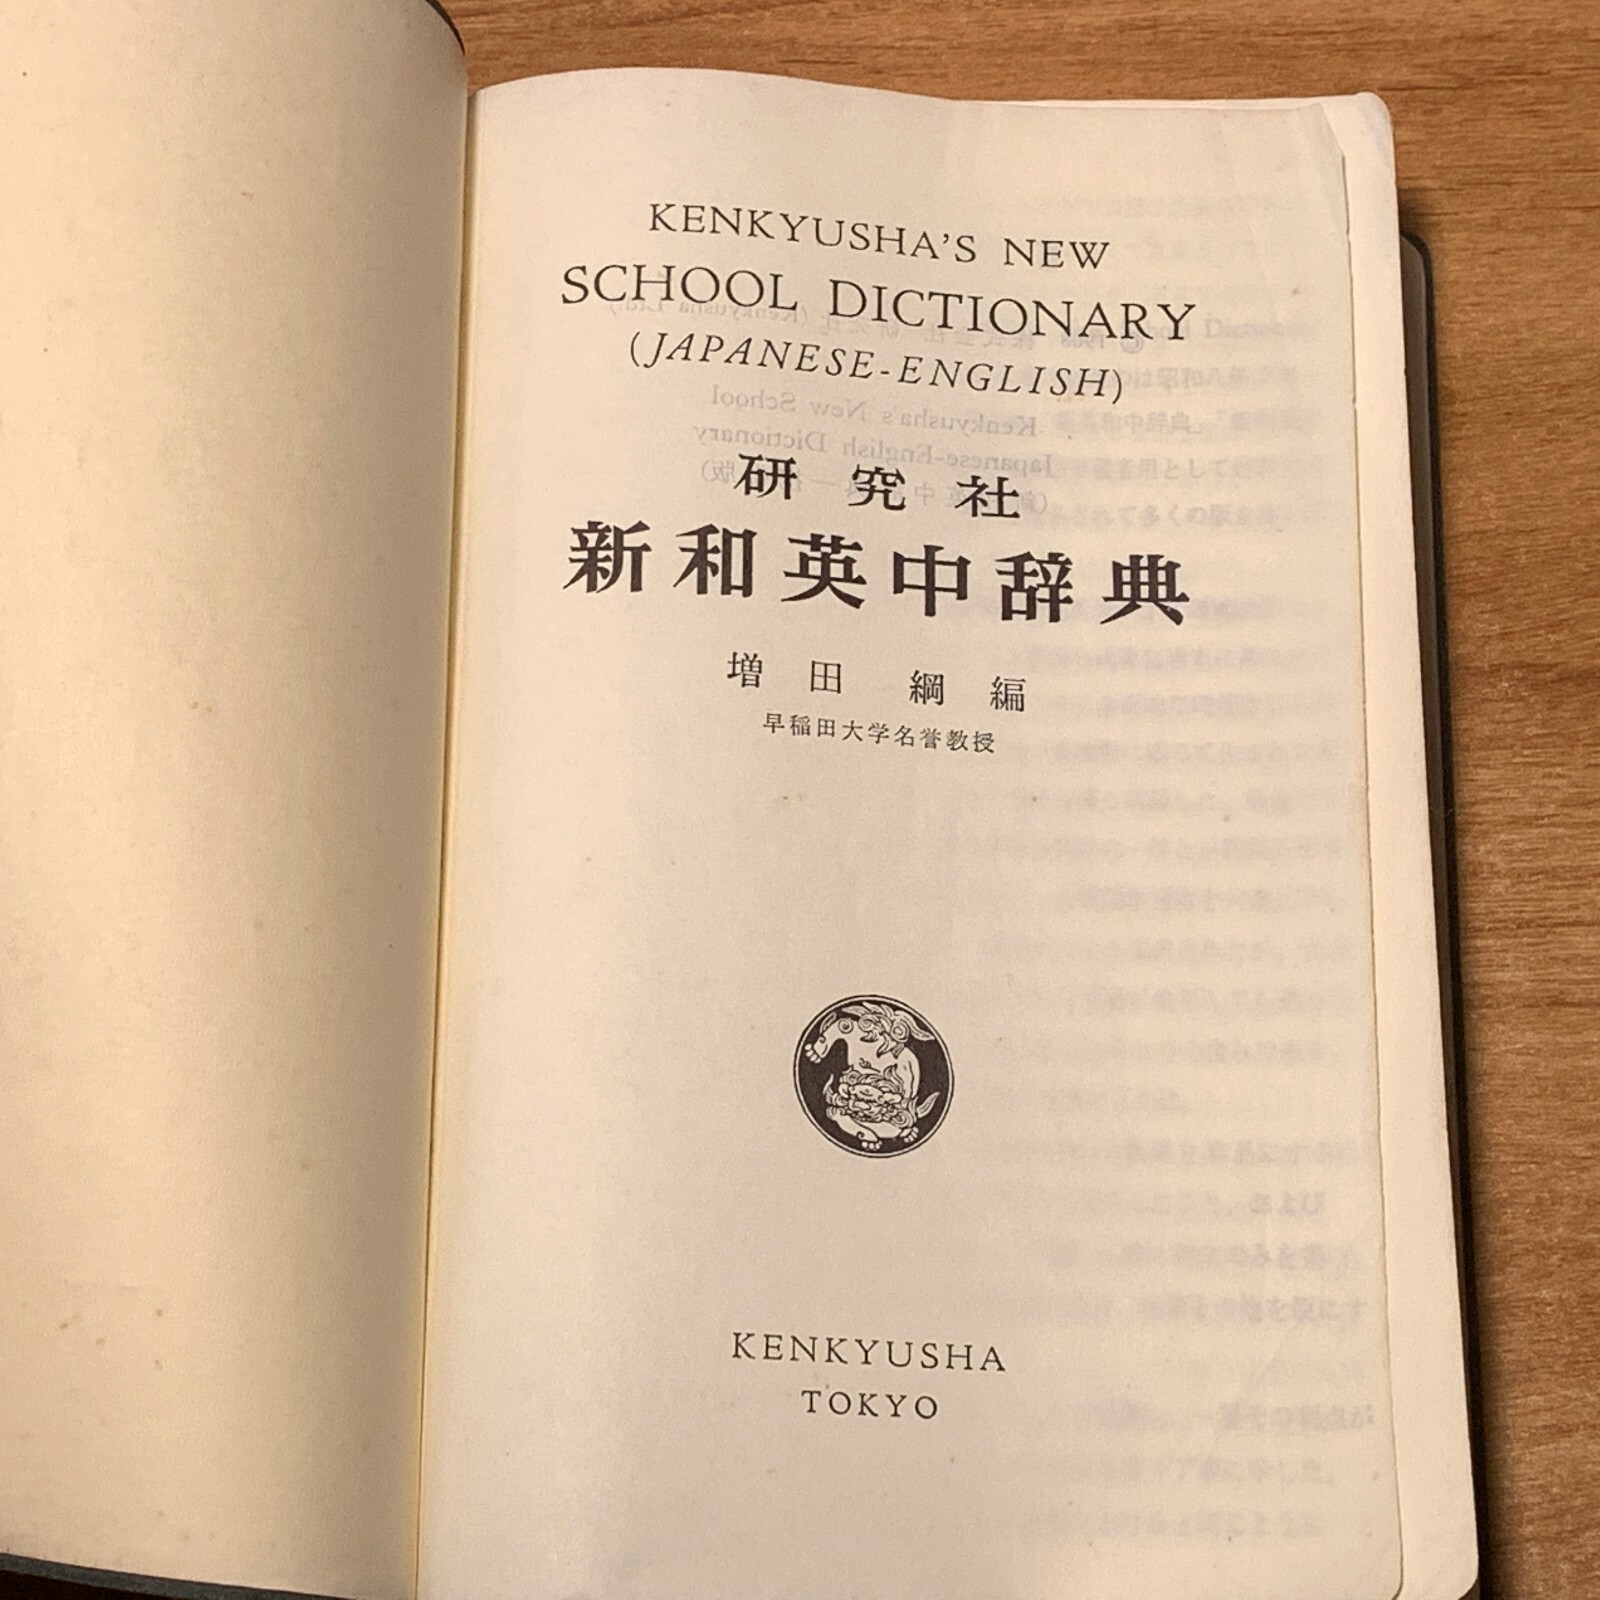 KENKYUSHA'S NEW
SCHOOL DICTIONARY
(JAPANESE-ENGLISH)
研究社
新和英中辞典
増田 綱 編
早稲田大学名誉教授
KENKYUSHA
TOKYO